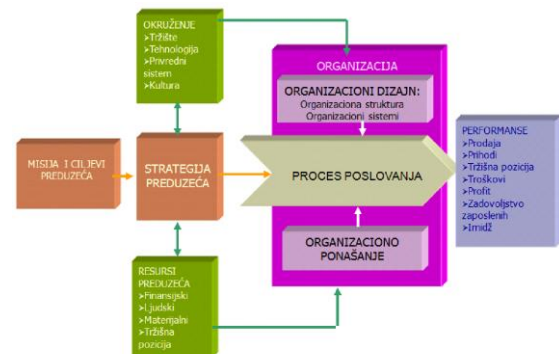 OKRUŽENJE
➢Tržište
➢Tehnologija
➢Privredni
sistem
➢Kultura
MISIJA I CILJEVI
PREDUZEĆA
STRATEGIJA
PREDUZEĆA
RESURSI
PREDUZEĆA
➢Finansijski
➢Ljudski
➢Materijalni
➢Tržišna
pozicija
ORGANIZACIJA
ORGANIZACIONI DIZAJN:
Organizaciona struktura
Organizacioni sistemi
PROCES POSLOVANJA
ORGANIZACIONO
PONAŠANJE
PERFORMANSE
➢Prodaja
➢Prihodi
➢Tržišna pozicija
➢Troškovi
➢Profit
➢Zadovoljstvo
zaposlenih
➢Imidž